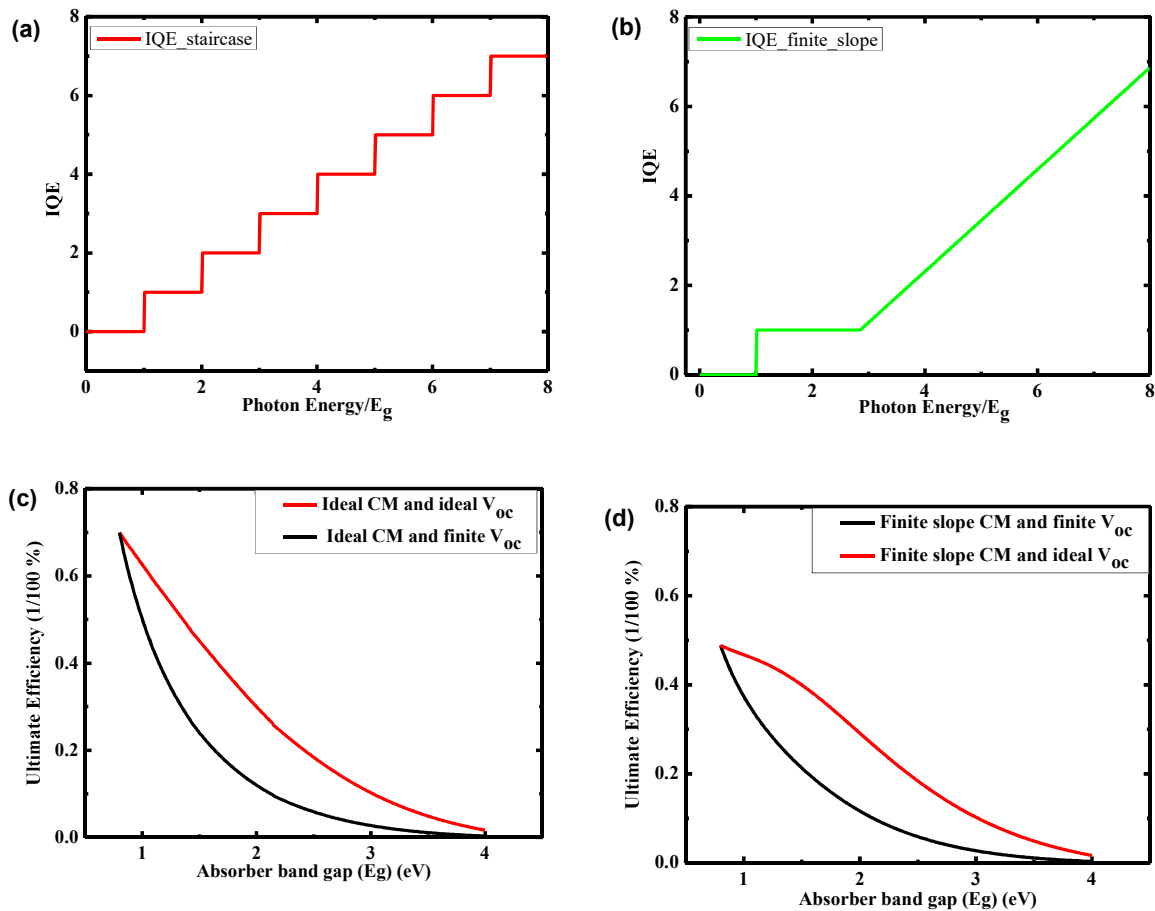 (a)
IQE_staircase
8
6
4
2
0
IQE
0 2 4 6 8
Photon Energy/Eg
(b)
IQE_finite_slope
8
6
4
2
0
IQE
0 2 4 6 8
Photon Energy/Eg
(c)
Ideal CM and ideal Voc
Ideal CM and finite Voc
0.8
0.6
0.4
0.2
0.0
Ultimate Efficiency (1/100 %)
1 2 3 4
Absorber band gap (Eg) (eV)
(d)
Finite slope CM and finite Voc
Finite slope CM and ideal Voc
0.8
0.6
0.4
0.2
0.0
Ultimate Efficiency (1/100 %)
1 2 3 4
Absorber band gap (Eg) (eV)